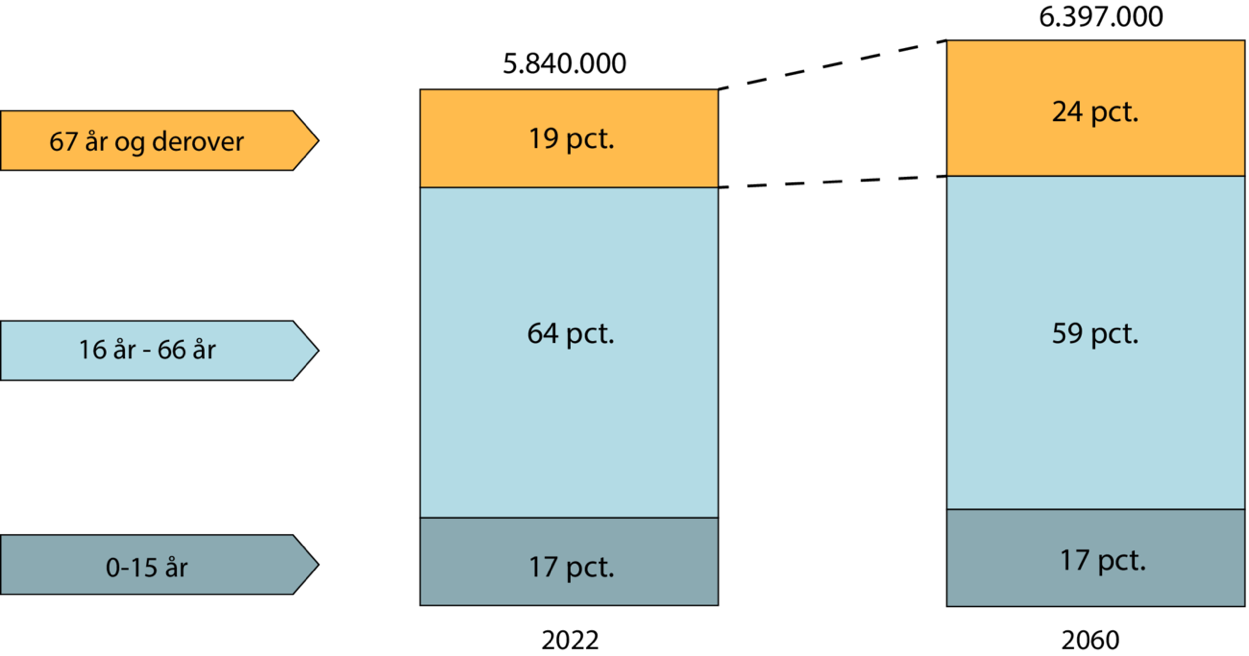 6.397.000
5.840.000
67 år og derover
19 pct.
24 pct.
16 år - 66 år
64 pct.
59 pct.
0-15 år
17 pct.
17 pct.
2022
2060